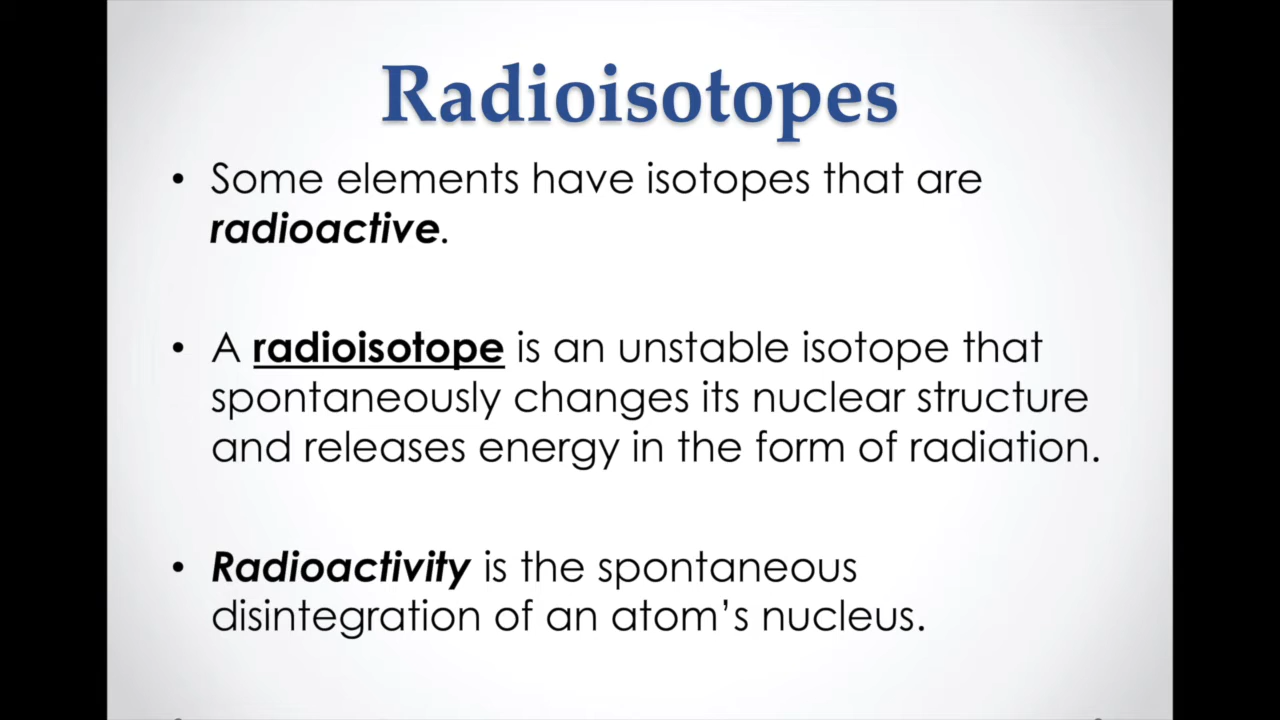 Radioisotopes
• Some elements have isotopes that are
radioactive.
• A radioisotope is an unstable isotope that
spontaneously changes its nuclear structure
and releases energy in the form of radiation.
• Radioactivity is the spontaneous
disintegration of an atom’s nucleus.